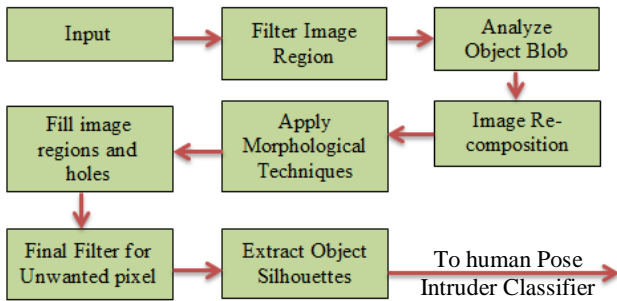 Input
Filter Image
Region
Analyze
Object Blob
Image Re-
composition
Apply
Morphological
Techniques
Fill image
regions and
holes
Final Filter for
Unwanted pixel
Extract Object
Silhouettes
To human Pose
Intruder Classifier